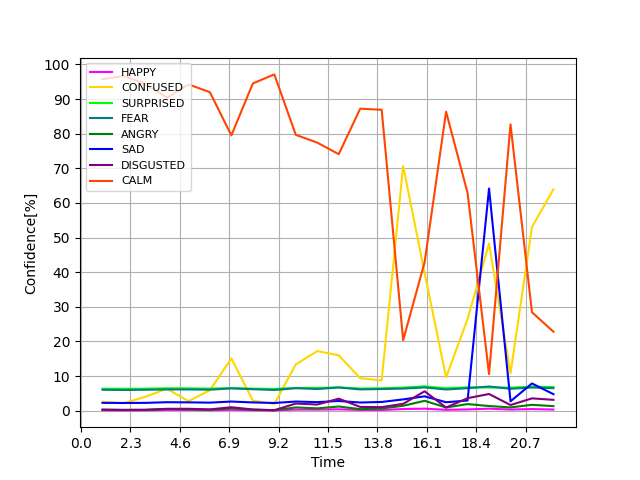 100
90
80
70
60
50
40
30
20
10
0
Confidence[%]
HAPPY
CONFUSED
SURPRISED
FEAR
ANGRY
SAD
DISGUSTED
CALM
0.0 2.3 4.6 6.9 9.2 11.5 13.8 16.1 18.4 20.7
Time